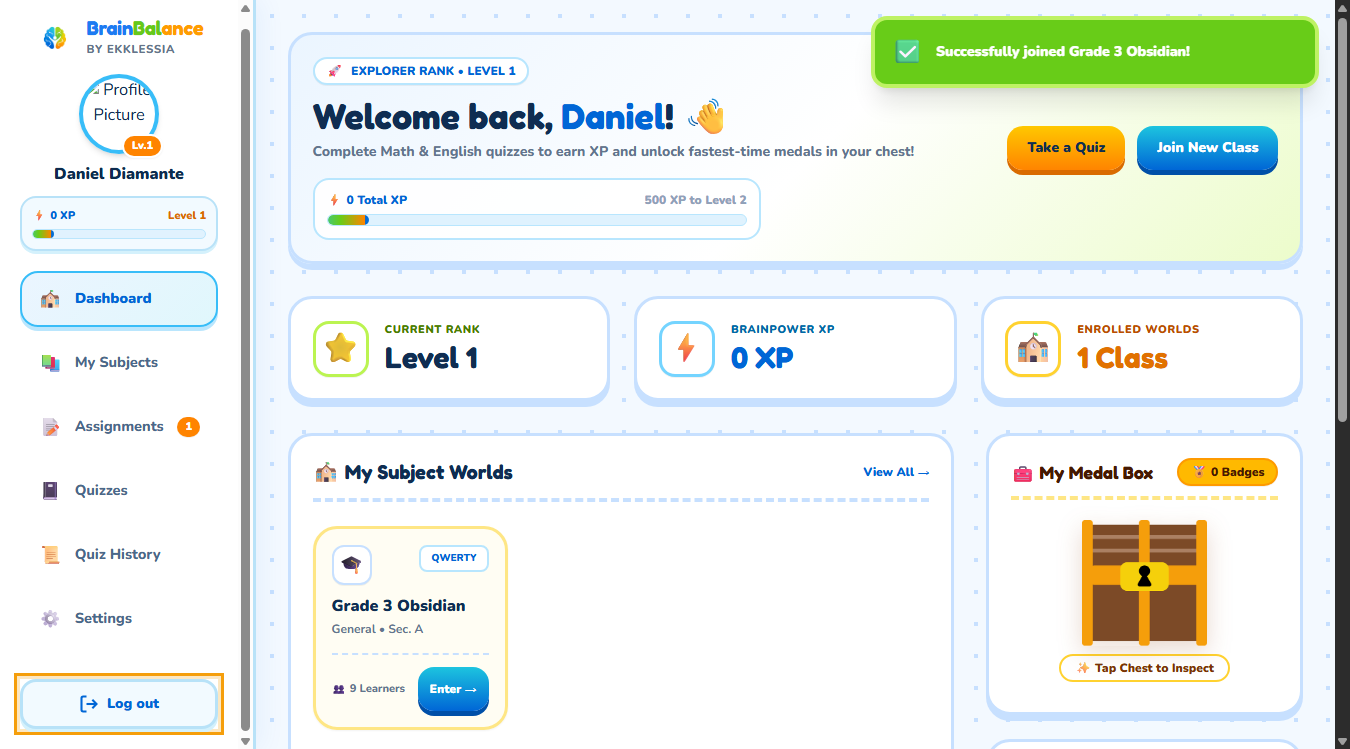 BrainBalance
BY EKKLESSIA
Profile
Picture
Lv.1
Daniel Diamante
0 XP
Level 1
Dashboard
My Subjects
Assignments
1
Quizzes
Quiz History
Settings
Log out
Successfully joined Grade 3 Obsidian!
EXPLORER RANK • LEVEL 1
Welcome back, Daniel!
Complete Math & English quizzes to earn XP and unlock fastest-time medals in your chest!
0 Total XP
500 XP to Level 2
Take a Quiz
Join New Class
CURRENT RANK
Level 1
BRAINPOWER XP
0 XP
ENROLLED WORLDS
1 Class
My Subject Worlds
View All →
QWERTY
Grade 3 Obsidian
General • Sec. A
9 Learners
Enter →
My Medal Box
0 Badges
Tap Chest to Inspect